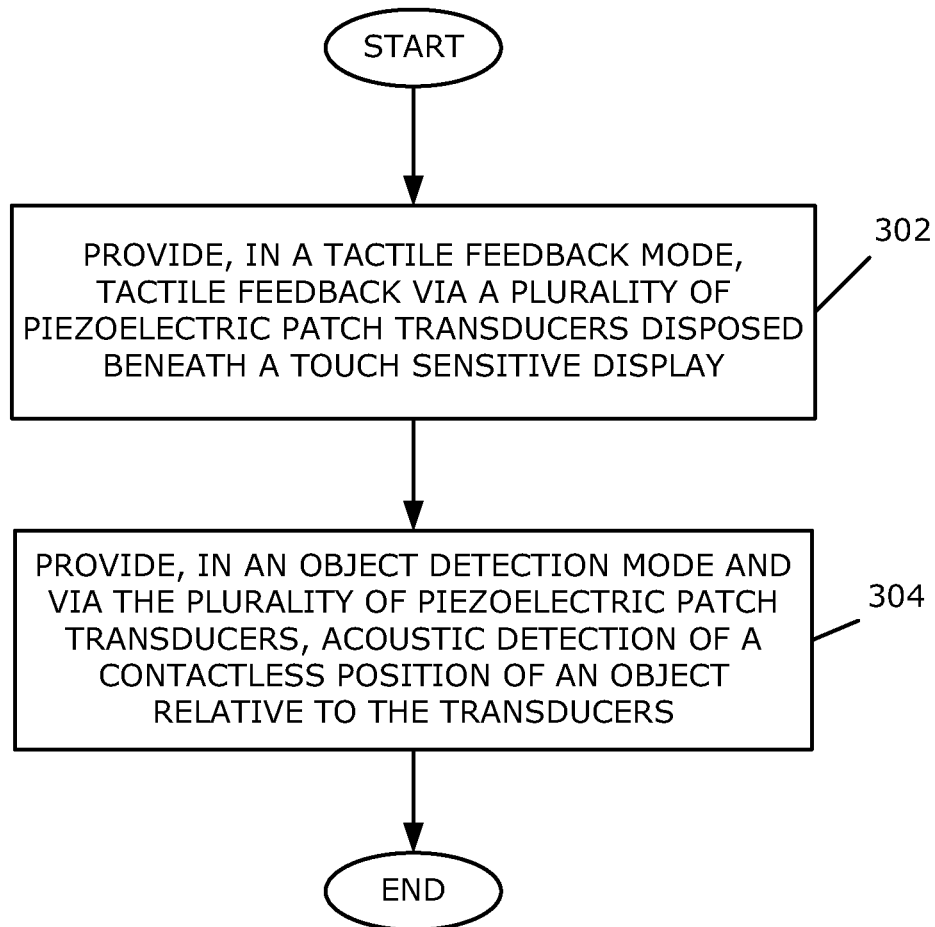 START
PROVIDE, IN A TACTILE FEEDBACK MODE,
TACTILE FEEDBACK VIA A PLURALITY OF
PIEZOELECTRIC PATCH TRANSDUCERS DISPOSED
BENEATH A TOUCH SENSITIVE DISPLAY
302
PROVIDE, IN AN OBJECT DETECTION MODE AND
VIA THE PLURALITY OF PIEZOELECTRIC PATCH
TRANSDUCERS, ACOUSTIC DETECTION OF A
CONTACTLESS POSITION OF AN OBJECT
RELATIVE TO THE TRANSDUCERS
304
END